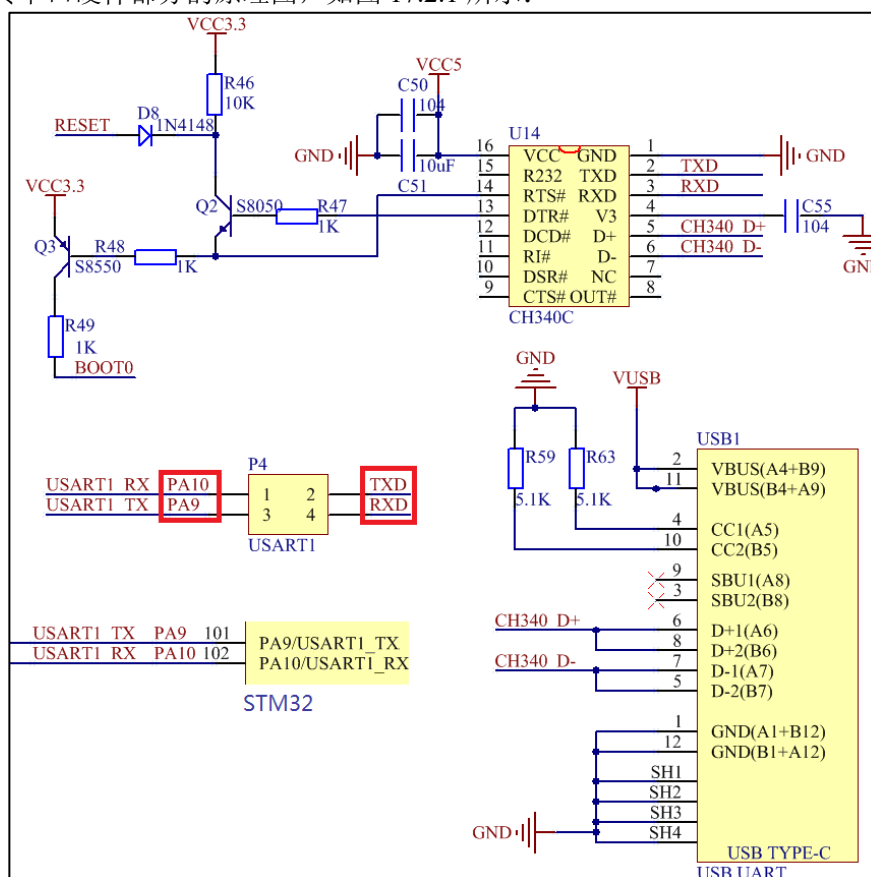 VCC3.3
R46
10K
D8
1N4148
RESET
VCC5
C50
104
GND
10uF
C51
U14
16 VCC GND 1
GND
15 R232 TXD 2 TXD
14 RTS# RXD 3 RXD
13 DTR# V3 4
12 DCD# D+ 5 CH340 D+
11 RI# D- 6 CH340 D-
10 DSR# NC 7
9 CTS# OUT# 8
CH340C
C55
104
GND
VCC3.3
Q2
S8050
R47
1K
Q3
S8550
R48
1K
R49
1K
BOOT0
GND
R59
5.1K
R63
5.1K
VUSB
USB1
2 VBUS(A4+B9)
11 VBUS(B4+A9)
4 CC1(A5)
10 CC2(B5)
9 SBU1(A8)
3 SBU2(B8)
CH340 D+
6 D+1(A6)
8 D+2(B6)
CH340 D-
7 D-1(A7)
5 D-2(B7)
1 GND(A1+B12)
12 GND(B1+A12)
SH1
SH2
SH3
SH4
GND
USB TYPE-C
USB UART
P4
USART1 RX PA10 1 2 TXD
USART1 TX PA9 3 4 RXD
USART1
USART1 TX PA9 101 PA9/USART1_TX
USART1 RX PA10 102 PA10/USART1_RX
STM32